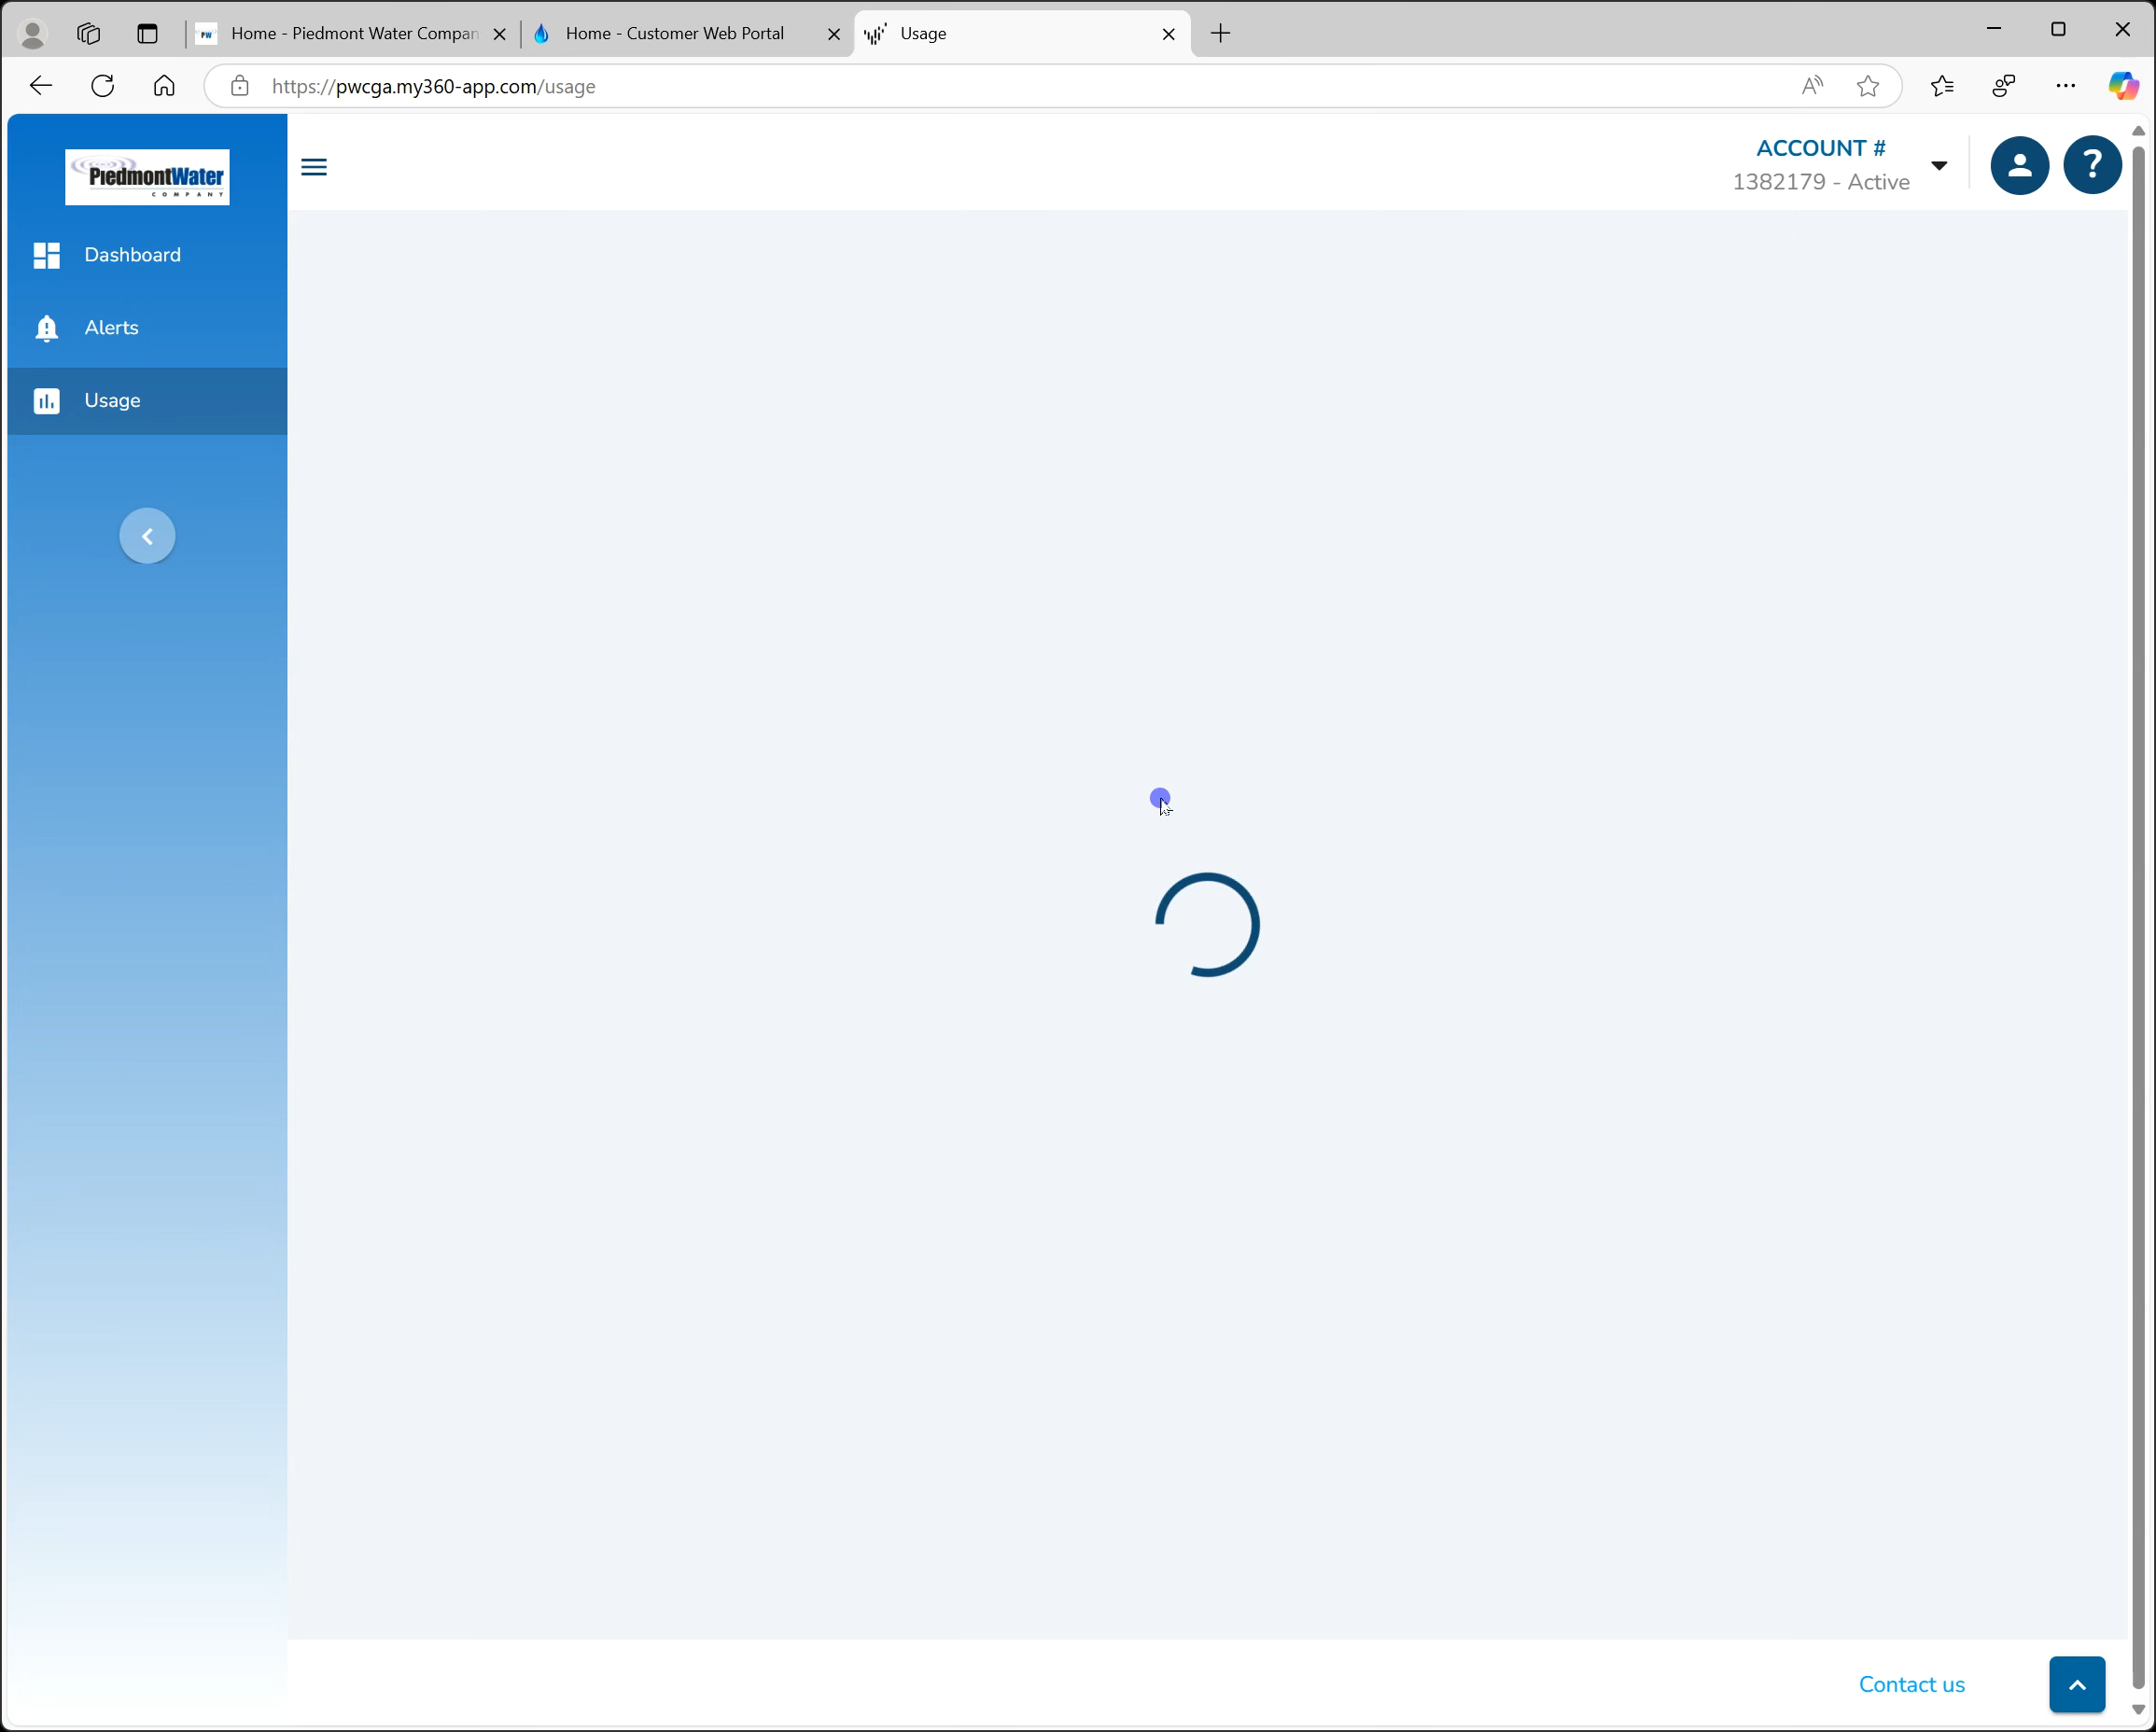 Home - Piedmont Water Compan
Home - Customer Web Portal
Usage
https://pwcga.my360-app.com/usage
PiedmontWater
COMPANY
ACCOUNT #
1382179 - Active
Dashboard
Alerts
Usage
Contact us